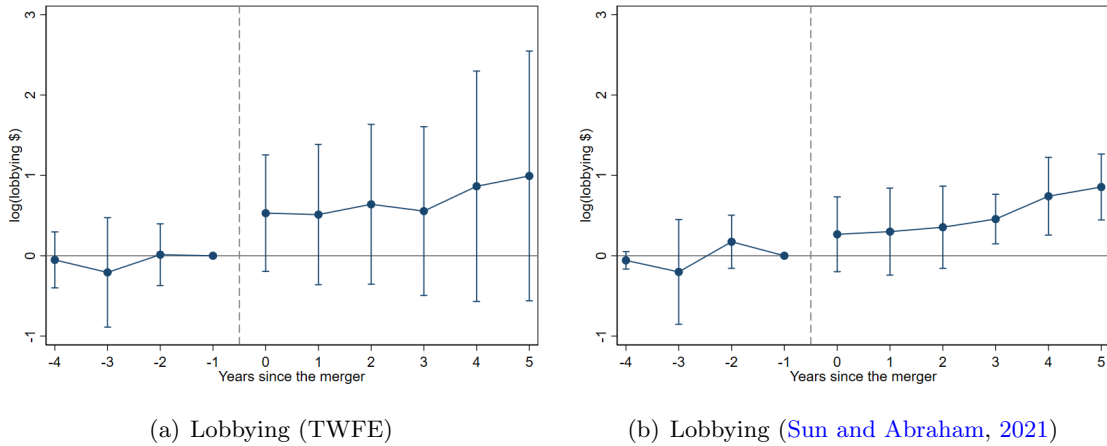 3
2
1
0
-1
log(lobbying $)
-4 -3 -2 -1 0 1 2 3 4 5
Years since the merger
(a) Lobbying (TWFE)
3
2
1
0
-1
log(lobbying $)
-4 -3 -2 -1 0 1 2 3 4 5
Years since the merger
(b) Lobbying (Sun and Abraham, 2021)